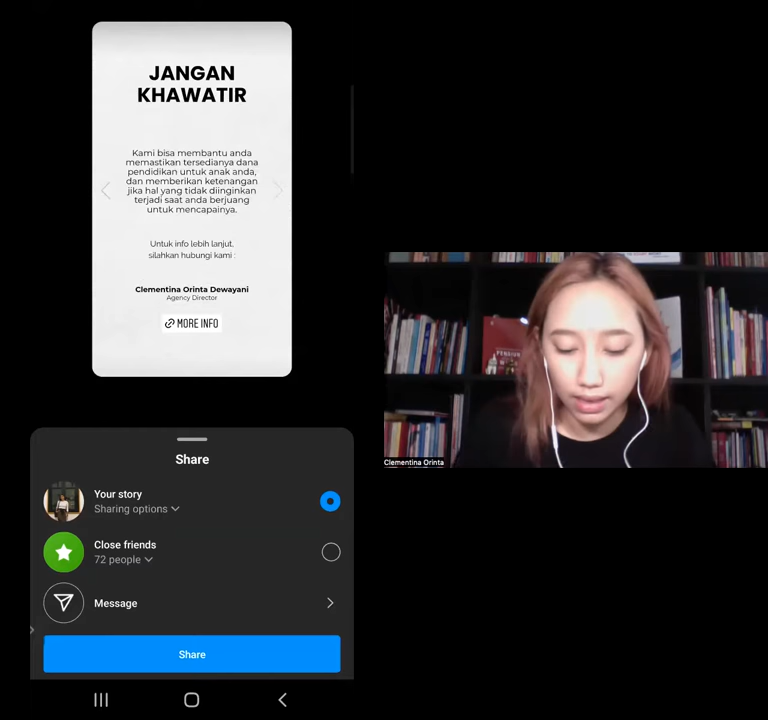 JANGAN
KHAWATIR
Kami bisa membantu anda
memastikan tersedianya dana
pendidikan untuk anak anda,
dan memberikan ketenangan
jika hal yang tidak diinginkan
terjadi saat anda berjuang
untuk mencapainya.
Untuk info lebih lanjut,
silahkan hubungi kami :
Clementina Orinta Dewayani
Agency Director
MORE INFO
Share
Your story
Sharing options
Close friends
72 people
Message
Share
PENSIUN
Clementina Orinta